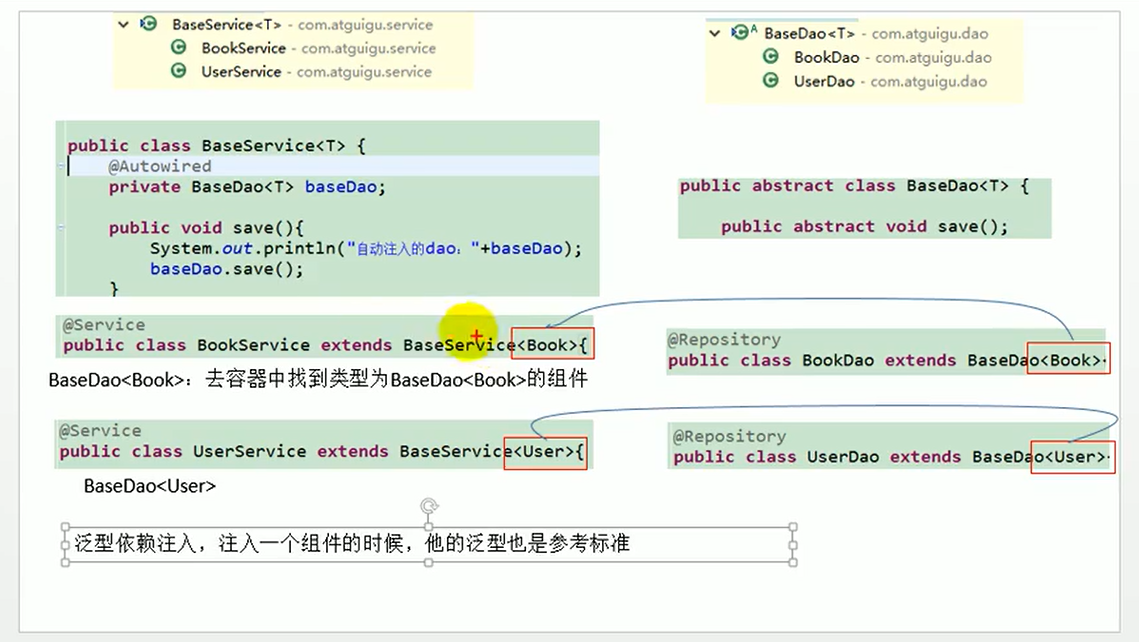 BaseService<T> - com.atguigu.service
BookService - com.atguigu.service
UserService - com.atguigu.service
BaseDao<T> - com.atguigu.dao
BookDao - com.atguigu.dao
UserDao - com.atguigu.dao
public class BaseService<T> {
@Autowired
private BaseDao<T> baseDao;
public void save(){
System.out.println("自动注入的dao："+baseDao);
baseDao.save();
}
public abstract class BaseDao<T> {
public abstract void save();
@Service
public class BookService extends BaseService<Book>{
@Repository
public class BookDao extends BaseDao<Book>
BaseDao<Book>：去容器中找到类型为BaseDao<Book>的组件
@Service
public class UserService extends BaseService<User>{
@Repository
public class UserDao extends BaseDao<User>
BaseDao<User>
泛型依赖注入，注入一个组件的时候，他的泛型也是参考标准